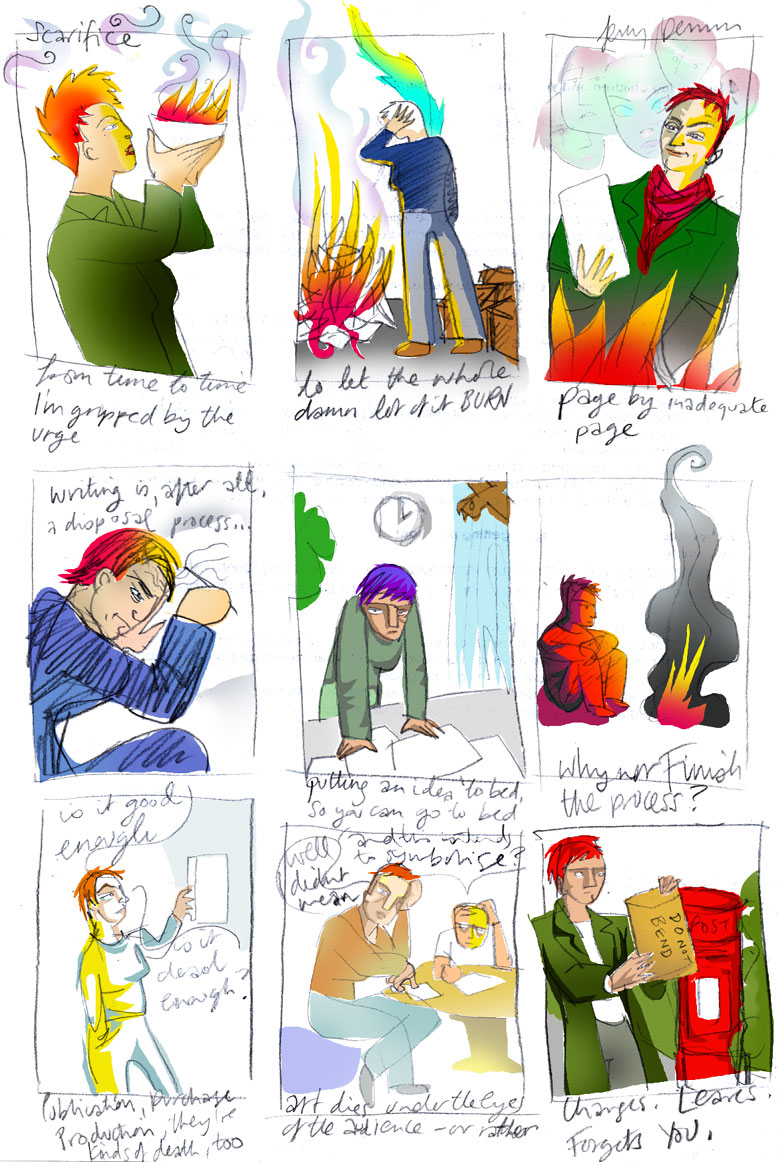 Scarifice
from time to time
I'm gripped by the
urge
to let the whole
damn lot of it BURN
page by inadequate
page
Writing is, after all,
a disposal process...
putting an idea to bed
so you can go to bed
why not Finish
the process?
is it good
enough
is it
dead
enough?
Publication, purchase
Production, they're
kinds of death, too
well
I didn't
mean
and this intends
to symbolise?
art dies under the eyes
of the audience - or rather
POST
DO NOT
BEND
Changes. Leaves.
Forgets You.